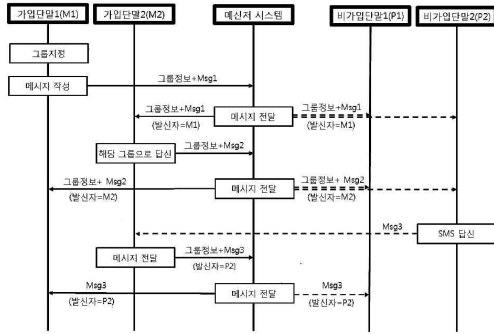 가입단말1(M1)
가입단말2(M2)
메신저 시스템
비가입단말1(P1)
비가입단말2(P2)
그룹지정
메시지 작성
그룹정보+Msg1
그룹정보+Msg1
(발신자=M1)
메시지 전달
그룹정보+Msg1
(발신자=M1)
해당 그룹으로 답신
그룹정보+Msg2
그룹정보+ Msg2
(발신자=M2)
메시지 전달
그룹정보+ Msg2
(발신자=M2)
Msg3
SMS 답신
메시지 전달
그룹정보+Msg3
(발신자=P2)
Msg3
(발신자=P2)
메시지 전달
Msg3
(발신자=P2)